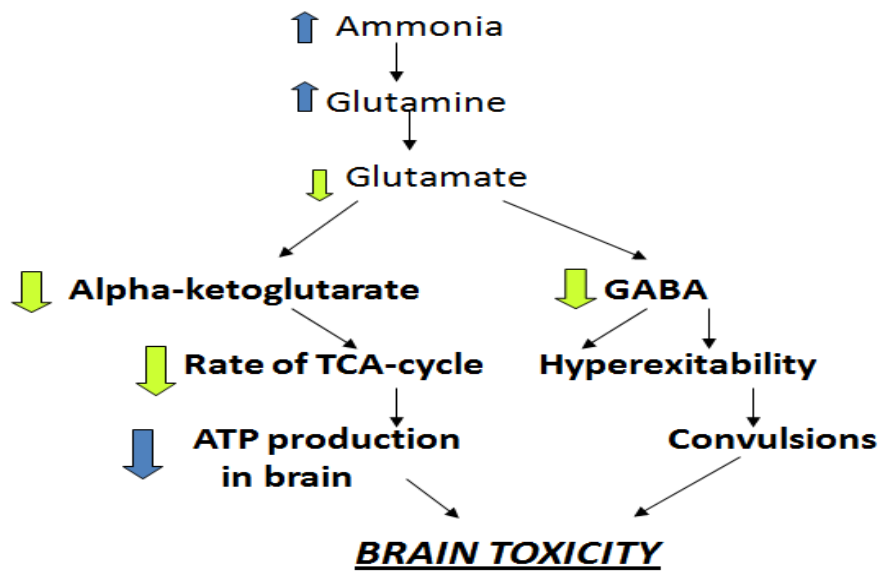 Ammonia
Glutamine
Glutamate
Alpha-ketoglutarate
GABA
Rate of TCA-cycle
Hyperexitability
ATP production
in brain
Convulsions
BRAIN TOXICITY